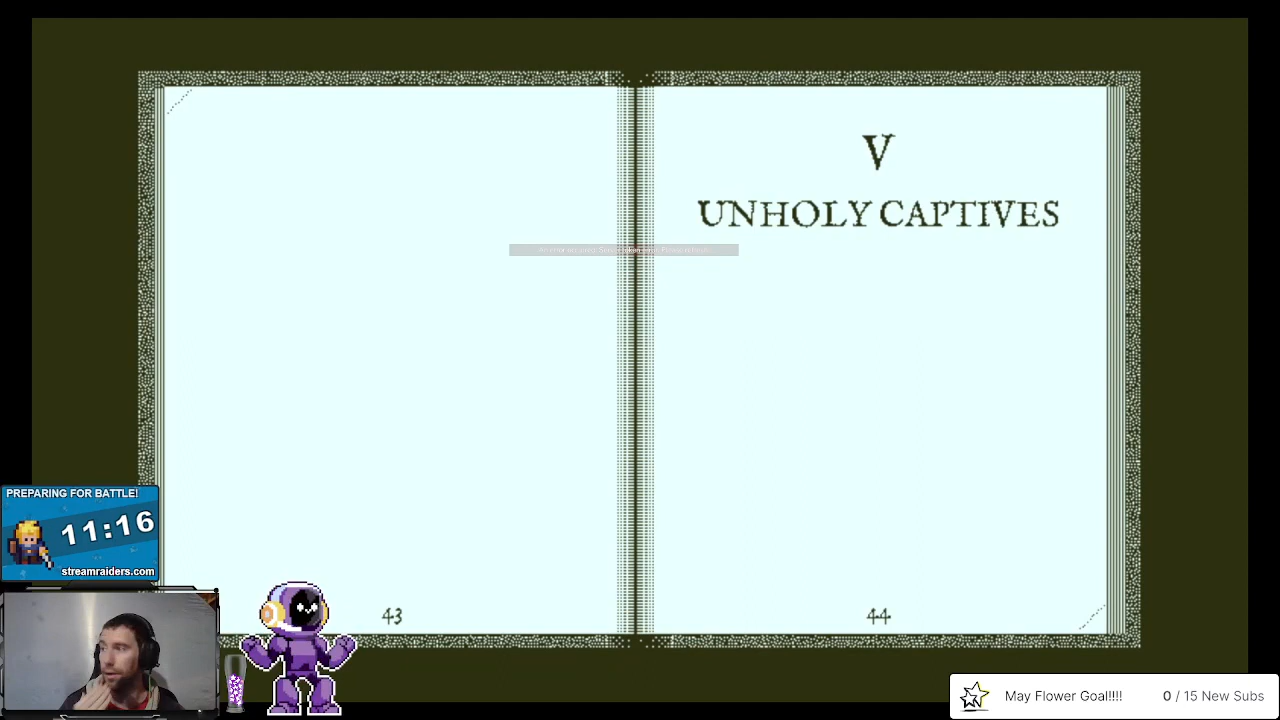 V
UNHOLY CAPTIVES
PREPARING FOR BATTLE!
11:16
streamraiders.com
43
44
May Flower Goal!!!!
0 / 15 New Subs